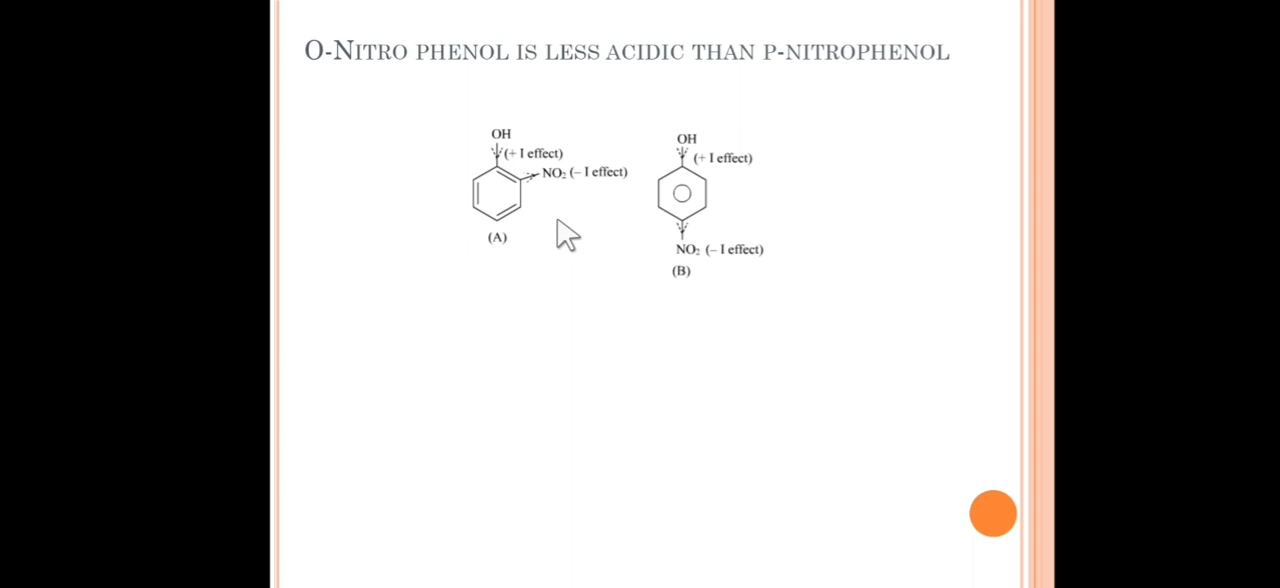 O-NITRO PHENOL IS LESS ACIDIC THAN P-NITROPHENOL
OH
(+ I effect)
NO₂ (– I effect)
(A)
OH
(+ I effect)
NO₂ (– I effect)
(B)